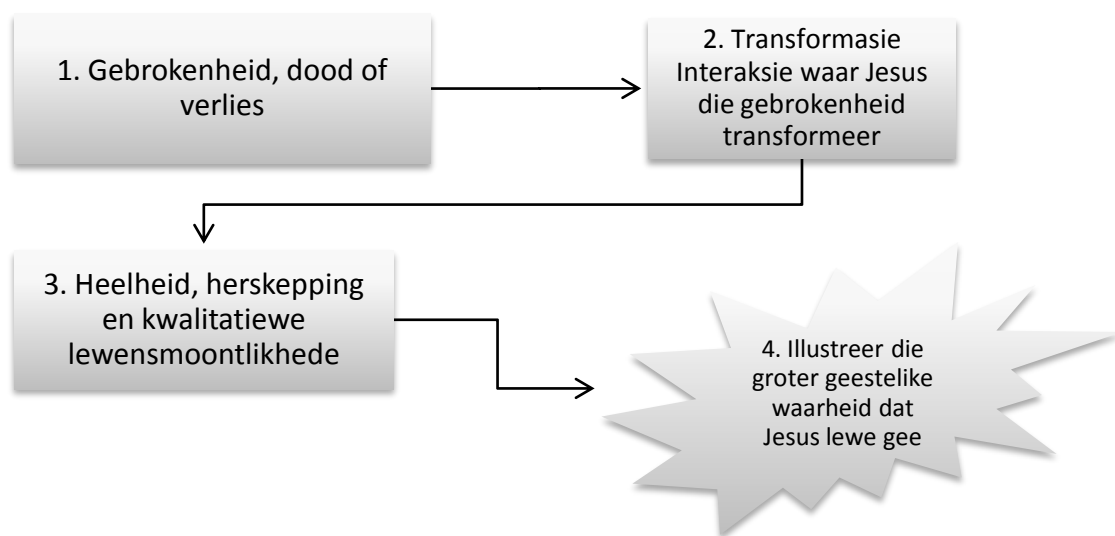 1. Gebrokenheid, dood of
verlies
2. Transformasie
Interaksie waar Jesus
die gebrokenheid
transformeer
3. Heelheid, herskepping
en kwalitatiewe
lewensmoontlikhede
4. Illustreer die
groter geestelike
waarheid dat
Jesus lewe gee